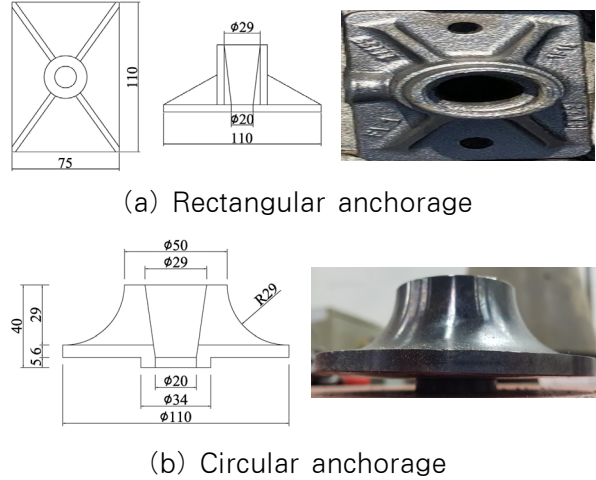 ϕ29
110
75
ϕ20
110
(a) Rectangular anchorage
ϕ50
ϕ29
R29
40
29
5.6
ϕ20
ϕ34
ϕ110
(b) Circular anchorage